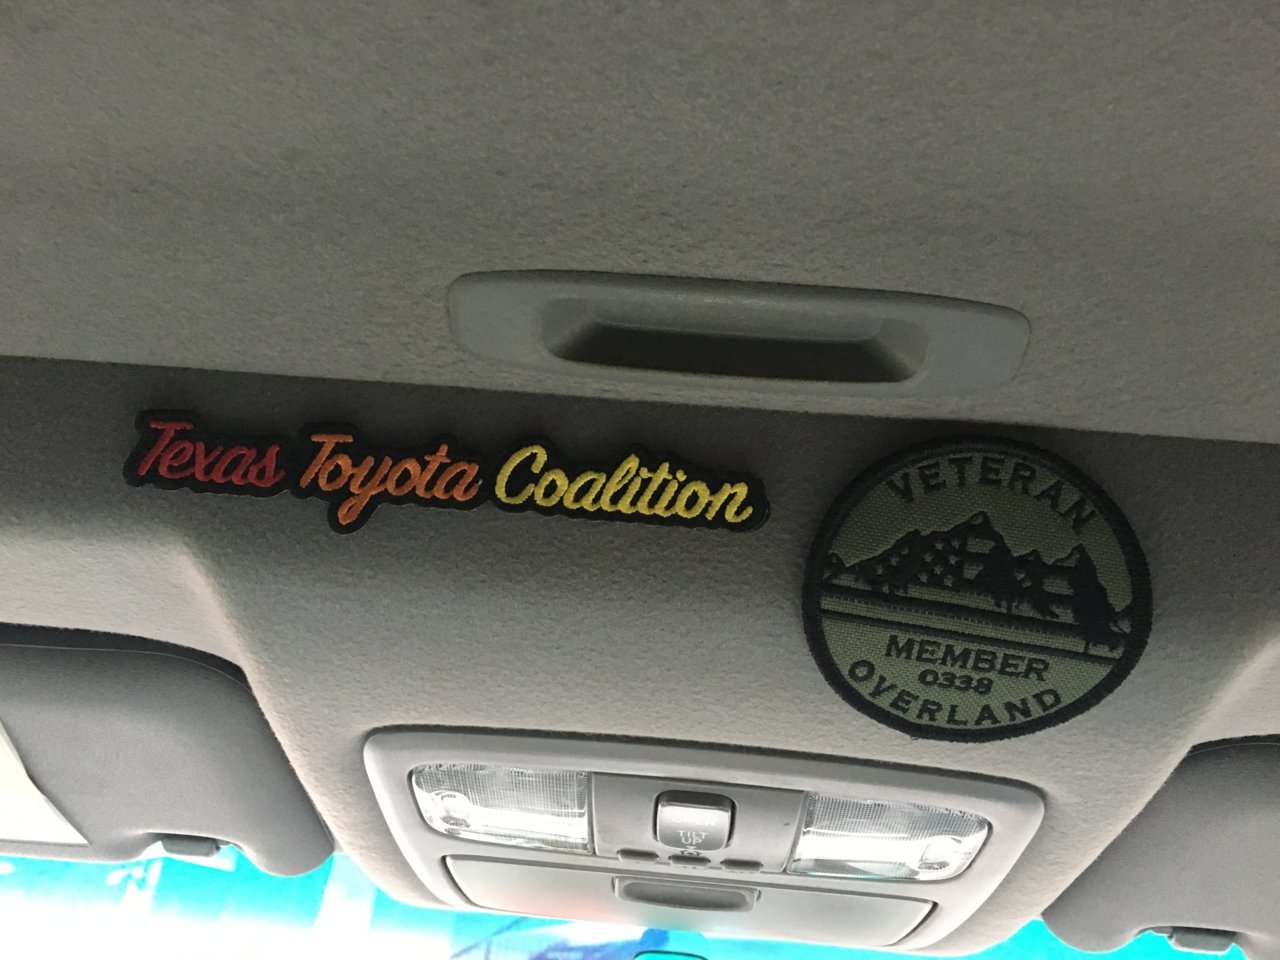 Texas Toyota Coalition
VETERAN
MEMBER
0338
OVERLAND
TILT
UP